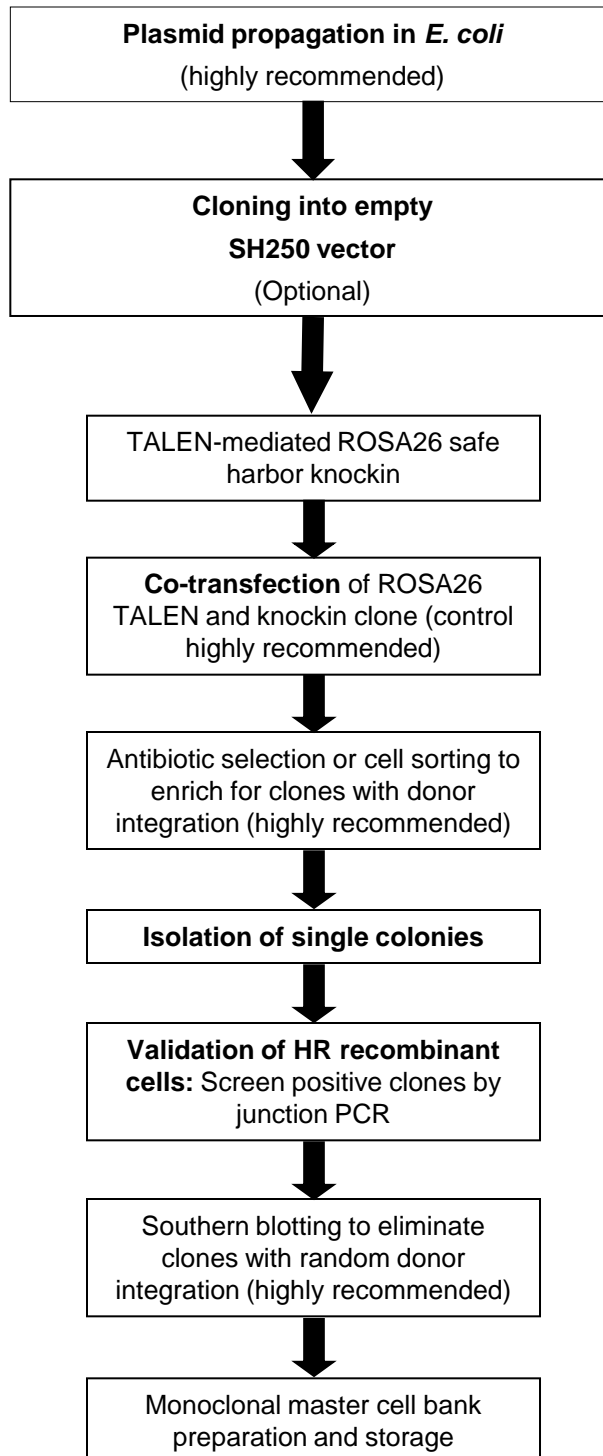 Plasmid propagation in E. coli
(highly recommended)
Cloning into empty
SH250 vector
(Optional)
TALEN-mediated ROSA26 safe
harbor knockin
Co-transfection of ROSA26
TALEN and knockin clone (control
highly recommended)
Antibiotic selection or cell sorting to
enrich for clones with donor
integration (highly recommended)
Isolation of single colonies
Validation of HR recombinant
cells: Screen positive clones by
junction PCR
Southern blotting to eliminate
clones with random donor
integration (highly recommended)
Monoclonal master cell bank
preparation and storage